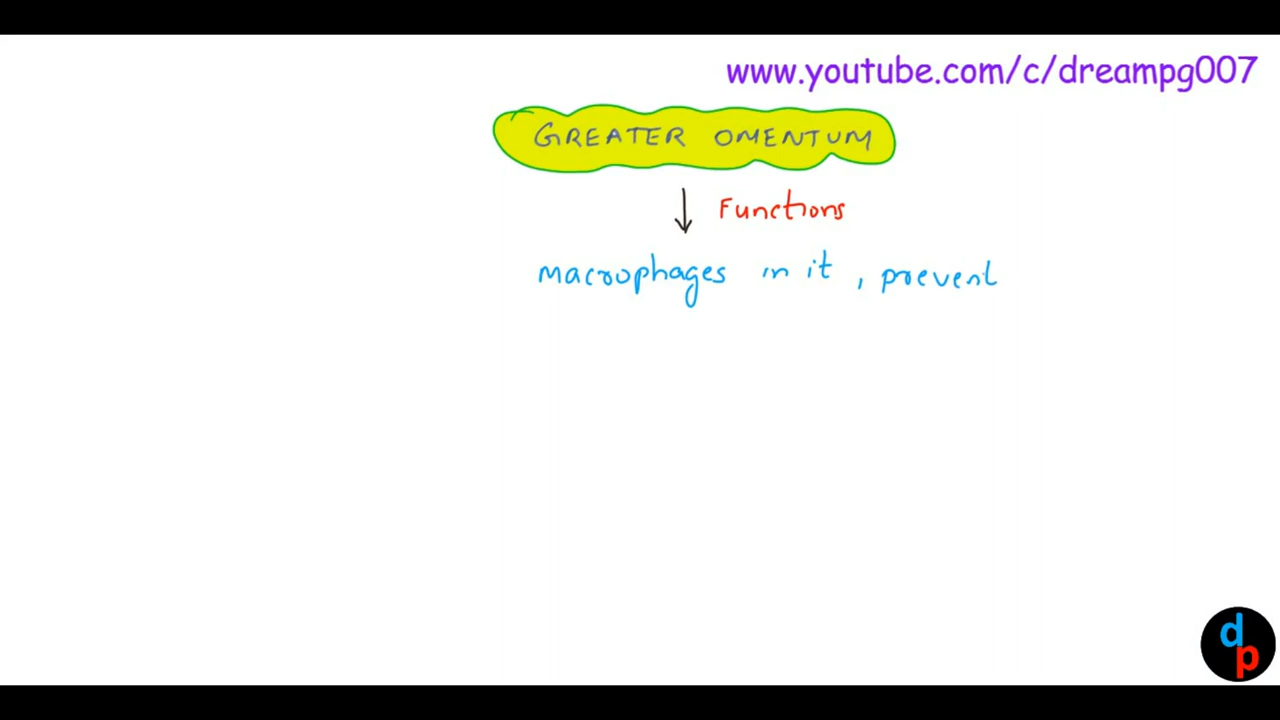 www.youtube.com/c/dreampg007
GREATER OMENTUM
Functions
macrophages in it, prevent
dp